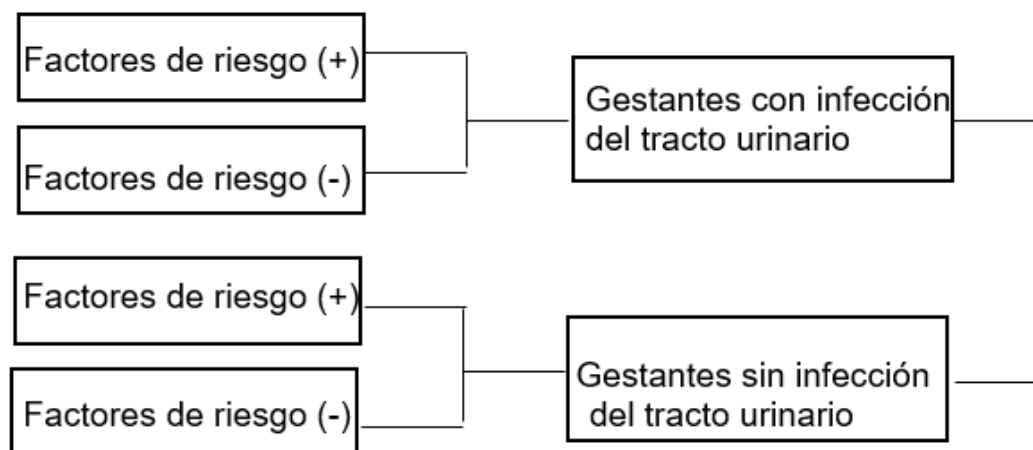 Factores de riesgo (+)
Gestantes con infección
del tracto urinario
Factores de riesgo (-)
Factores de riesgo (+)
Gestantes sin infección
del tracto urinario
Factores de riesgo (-)